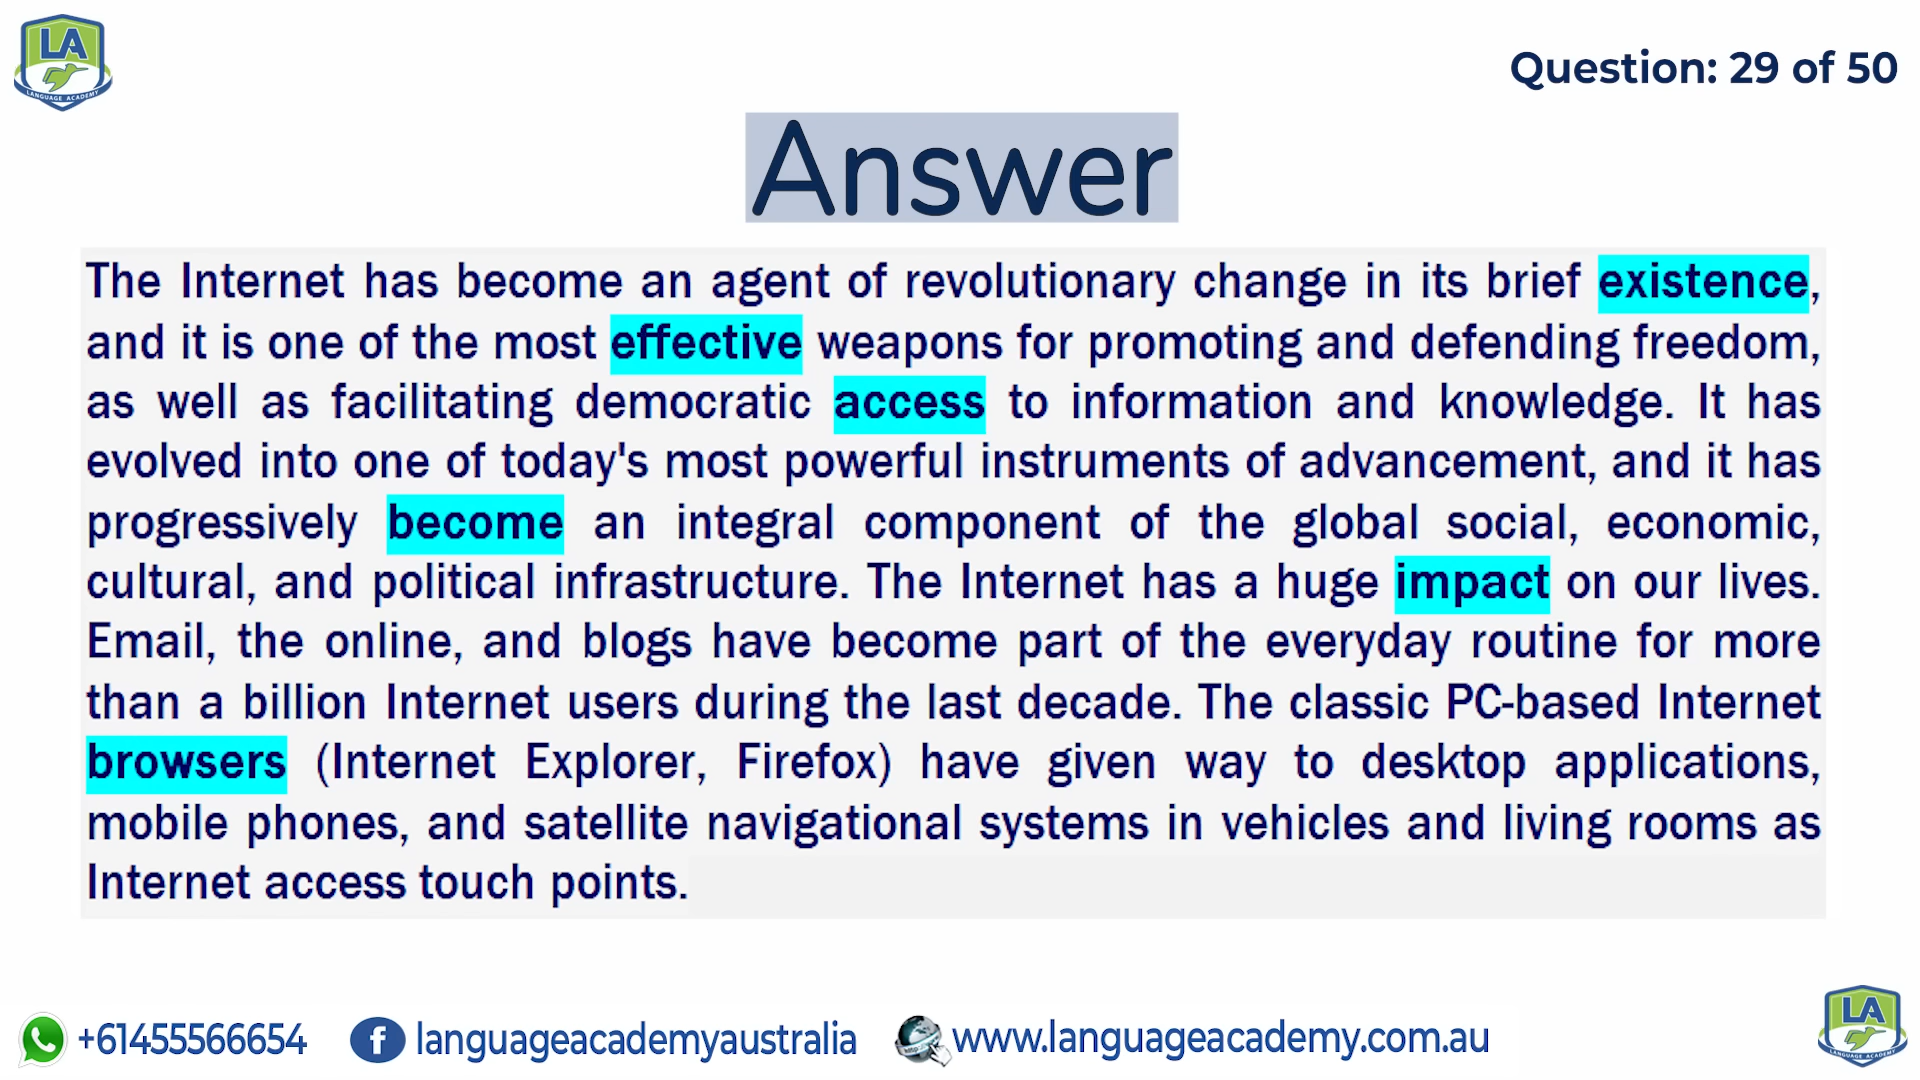 LA
LANGUAGE ACADEMY
Question: 29 of 50
Answer
The Internet has become an agent of revolutionary change in its brief existence,
and it is one of the most effective weapons for promoting and defending freedom,
as well as facilitating democratic access to information and knowledge. It has
evolved into one of today's most powerful instruments of advancement, and it has
progressively become an integral component of the global social, economic,
cultural, and political infrastructure. The Internet has a huge impact on our lives.
Email, the online, and blogs have become part of the everyday routine for more
than a billion Internet users during the last decade. The classic PC-based Internet
browsers (Internet Explorer, Firefox) have given way to desktop applications,
mobile phones, and satellite navigational systems in vehicles and living rooms as
Internet access touch points.
+61455566654
f languageacademyaustralia
http:// www.languageacademy.com.au
LA
LANGUAGE ACADEMY